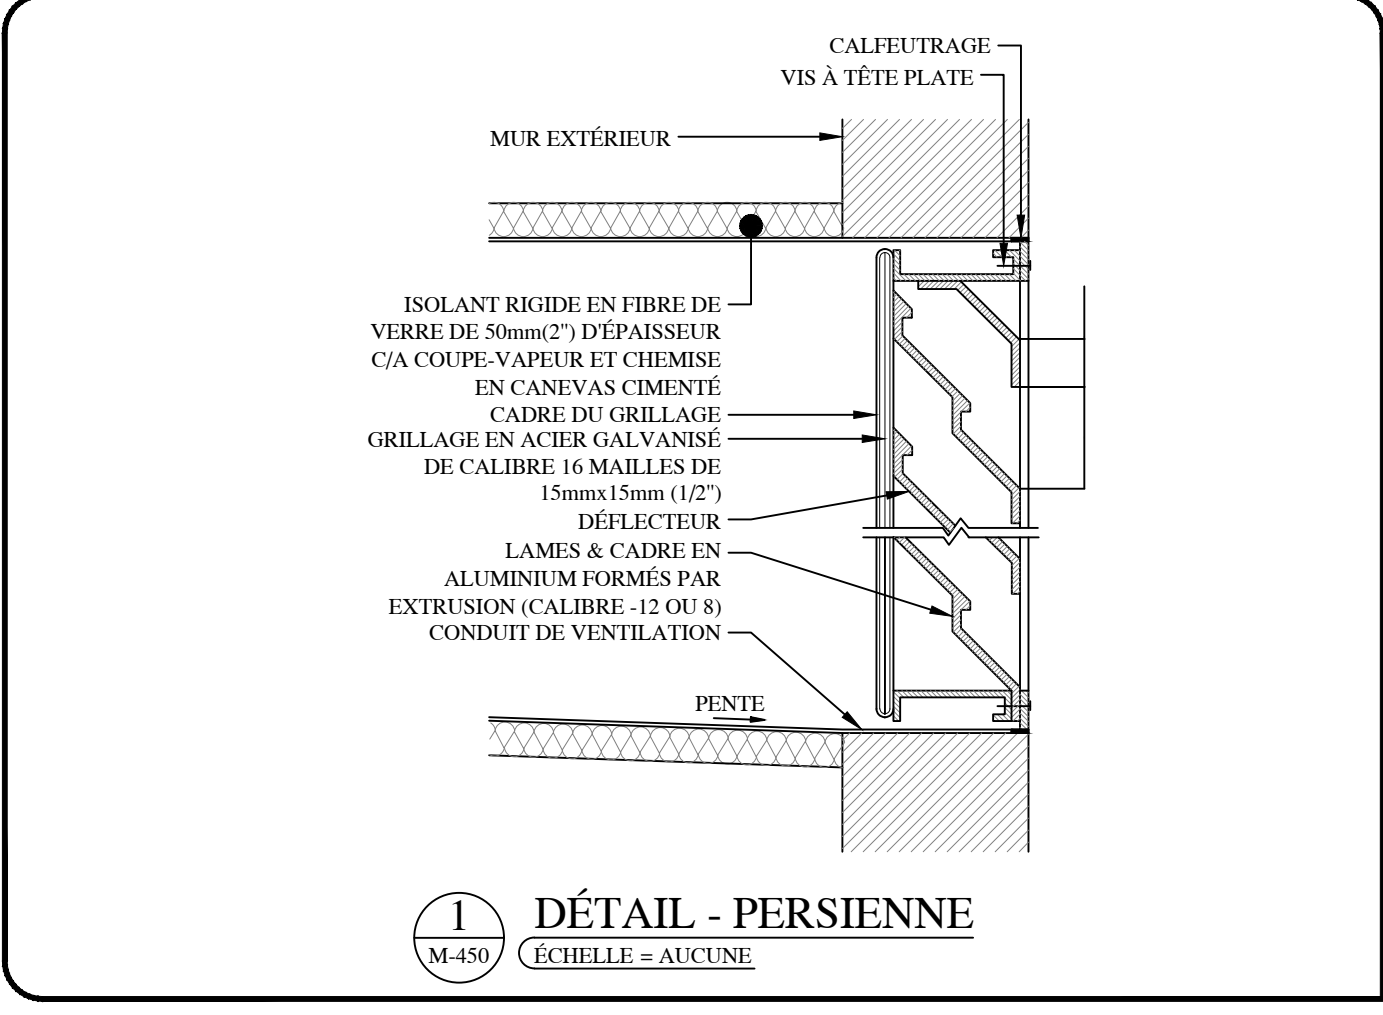 CALFEUTRAGE
VIS À TÊTE PLATE
MUR EXTÉRIEUR
ISOLANT RIGIDE EN FIBRE DE
VERRE DE 50mm(2") D'ÉPAISSEUR
C/A COUPE-VAPEUR ET CHEMISE
EN CANEVAS CIMENTÉ
CADRE DU GRILLAGE
GRILLAGE EN ACIER GALVANISÉ
DE CALIBRE 16 MAILLES DE
15mmx15mm (1/2")
DÉFLECTEUR
LAMES & CADRE EN
ALUMINIUM FORMÉS PAR
EXTRUSION (CALIBRE -12 OU 8)
CONDUIT DE VENTILATION
PENTE
1
M-450
DÉTAIL - PERSIENNE
ÉCHELLE = AUCUNE